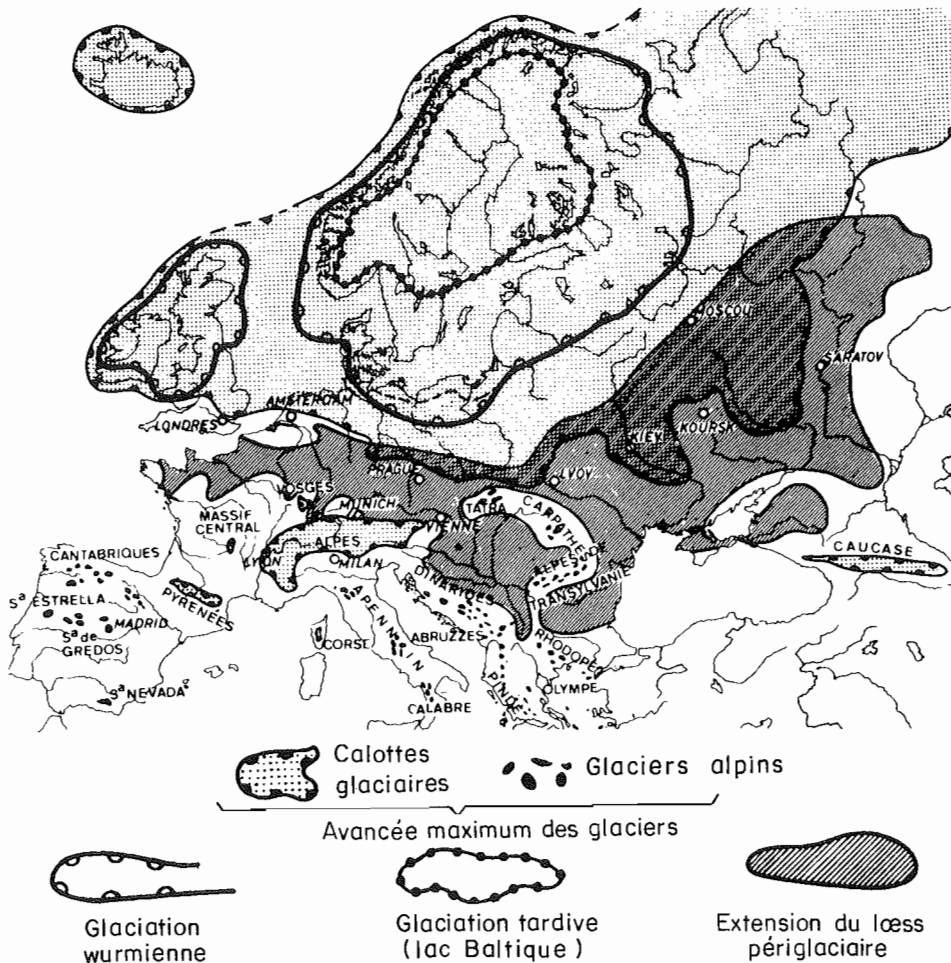 MOSCOU
SARATOV
AMSTERDAM
LONDRES
KIEV
KOURSK
PRAGUE
LVOV
VOSGES
MUNICH
TATRA
CARPATHE
MASSIF
CENTRAL
VIENNE
ALPES
LYON
MILAN
CAUCASE
CANTABRIQUES
DINARIQUES
ALPES DE
TRANSYLVANIE
Sª ESTRELLA
PYRENÉES
MADRID
APENNIN
Sª de
GREDOS
CORSE
ABRUZZES
RHODOPE
Sª NEVADA
PINDE
OLYMPE
CALABRE
Calottes
glaciaires
Glaciers alpins
Avancée maximum des glaciers
Glaciation
wurmienne
Glaciation tardive
(lac Baltique)
Extension du lœss
périglaciaire